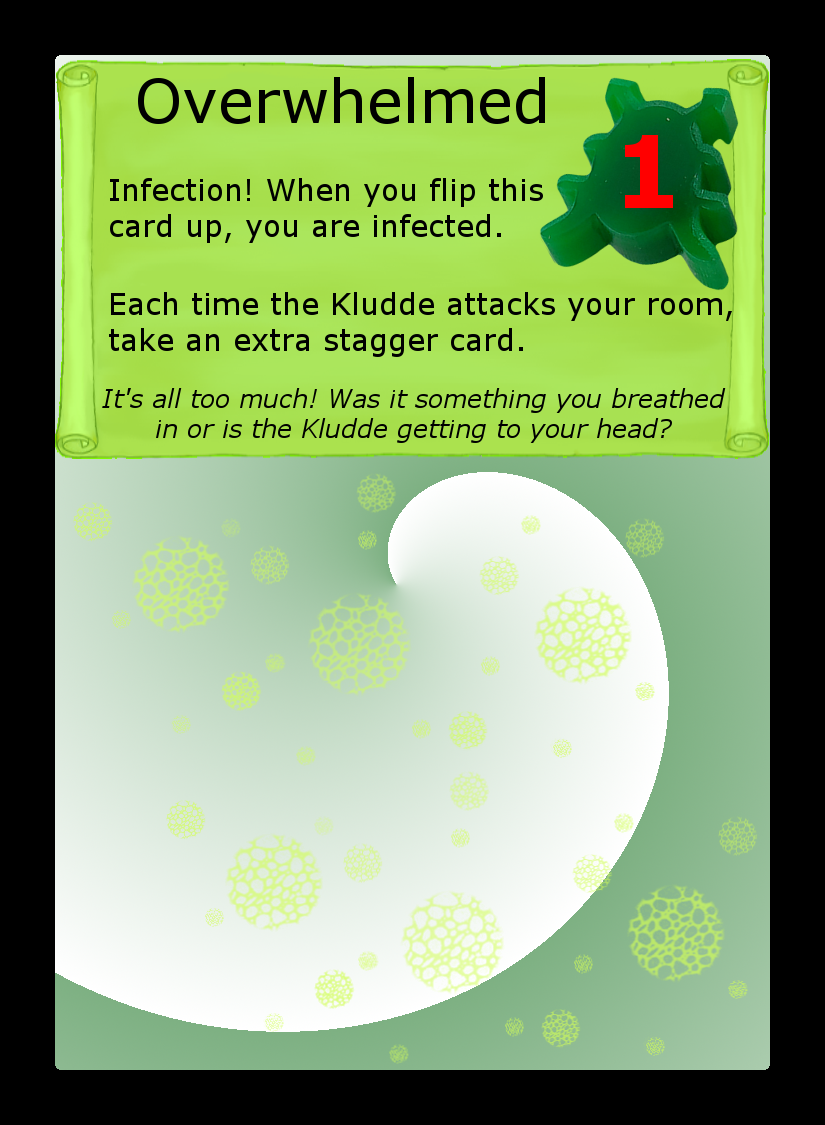 Overwhelmed
1
Infection! When you flip this
card up, you are infected.
Each time the Kludde attacks your room,
take an extra stagger card.
It's all too much! Was it something you breathed
in or is the Kludde getting to your head?